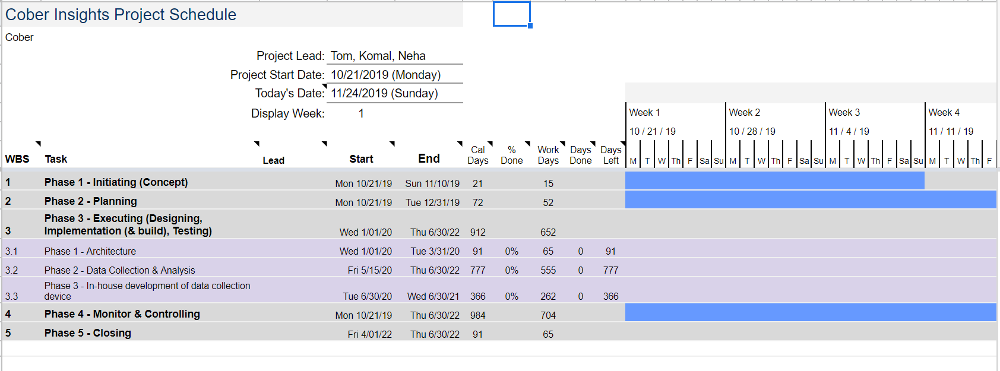 Cober Insights Project Schedule
Cober
Project Lead: Tom, Komal, Neha
Project Start Date: 10/21/2019 (Monday)
Today's Date: 11/24/2019 (Sunday)
Display Week: 1
Week 1 Week 2 Week 3 Week 4
10 / 21 / 19 10 / 28 / 19 11 / 4 / 19 11 / 11 / 19
WBS Task Lead Start End Cal Days % Done Work Days Days Done Days Left M T W Th F Sa Su M T W Th F Sa Su M T W Th F Sa Su M T W Th F
1 Phase 1 - Initiating (Concept) Mon 10/21/19 Sun 11/10/19 21 15
2 Phase 2 - Planning Mon 10/21/19 Tue 12/31/19 72 52
Phase 3 - Executing (Designing,
3 Implementation (& build), Testing) Wed 1/01/20 Thu 6/30/22 912 652
3.1 Phase 1 - Architecture Wed 1/01/20 Tue 3/31/20 91 0% 65 0 91
3.2 Phase 2 - Data Collection & Analysis Fri 5/15/20 Thu 6/30/22 777 0% 555 0 777
Phase 3 - In-house development of data collection
3.3 device Tue 6/30/20 Wed 6/30/21 366 0% 262 0 366
4 Phase 4 - Monitor & Controlling Mon 10/21/19 Thu 6/30/22 984 704
5 Phase 5 - Closing Fri 4/01/22 Thu 6/30/22 91 65